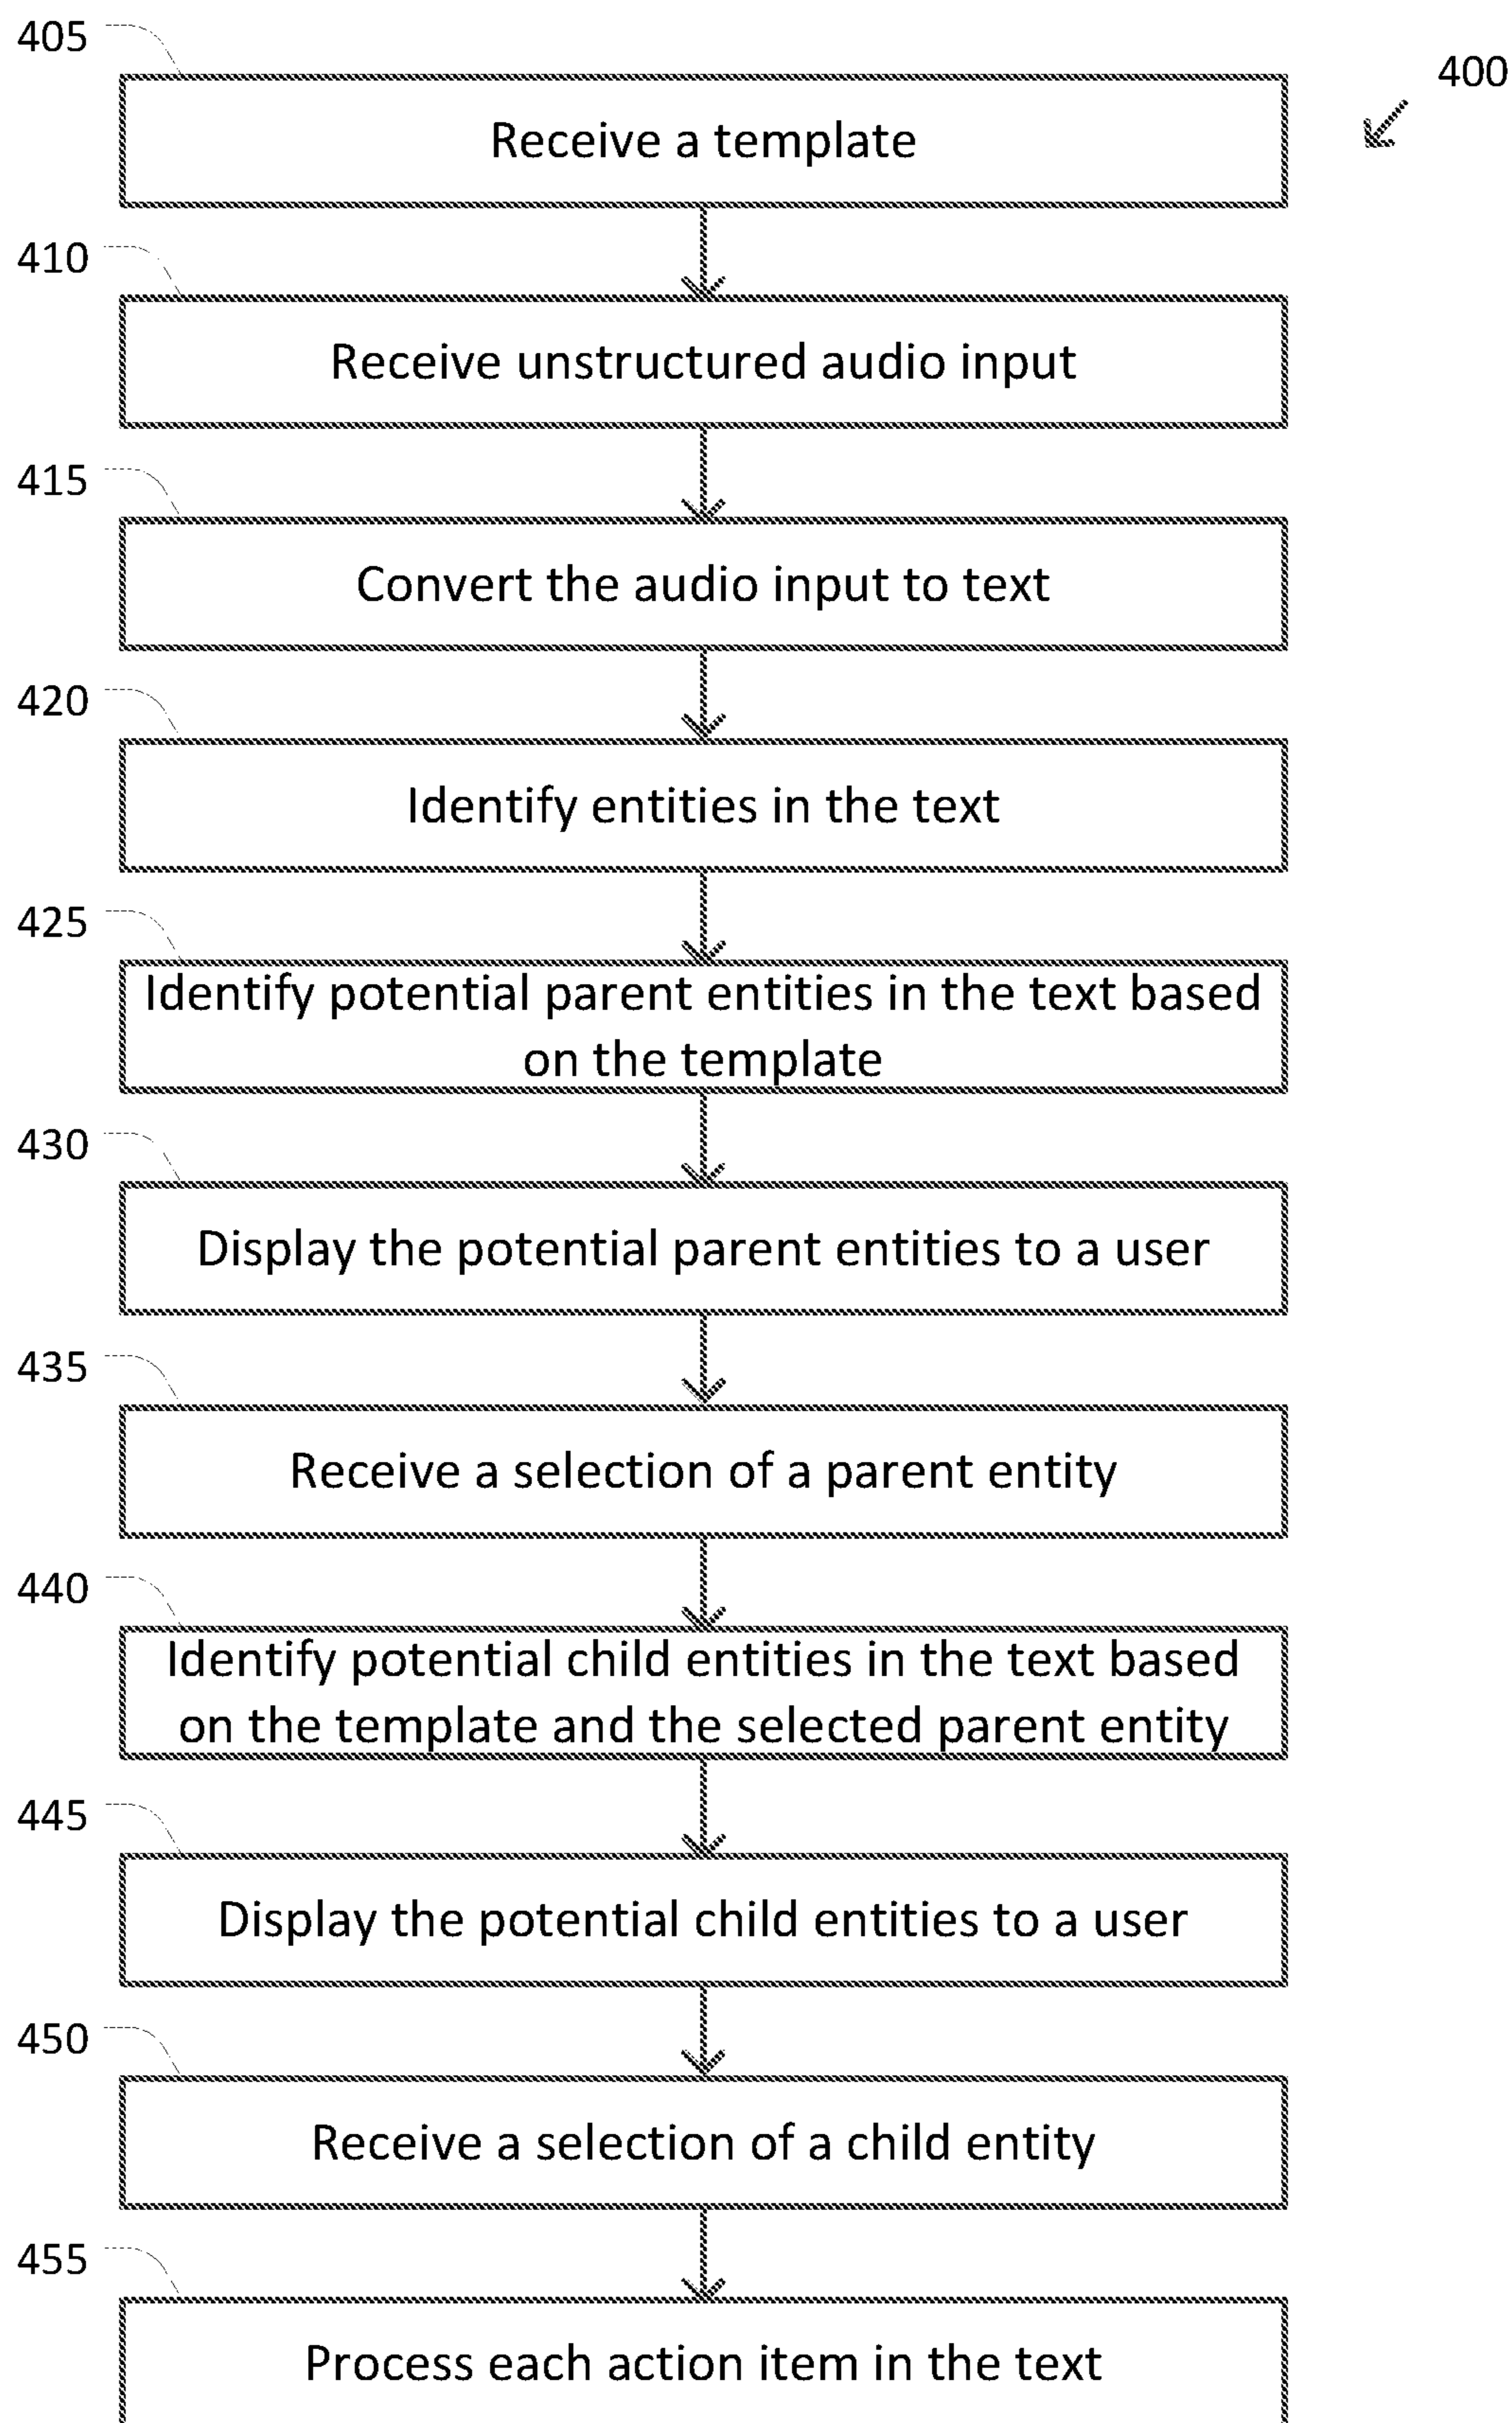 405
400
Receive a template
410
Receive unstructured audio input
415
Convert the audio input to text
420
Identify entities in the text
425
Identify potential parent entities in the text based
on the template
430
Display the potential parent entities to a user
435
Receive a selection of a parent entity
440
Identify potential child entities in the text based
on the template and the selected parent entity
445
Display the potential child entities to a user
450
Receive a selection of a child entity
455
Process each action item in the text